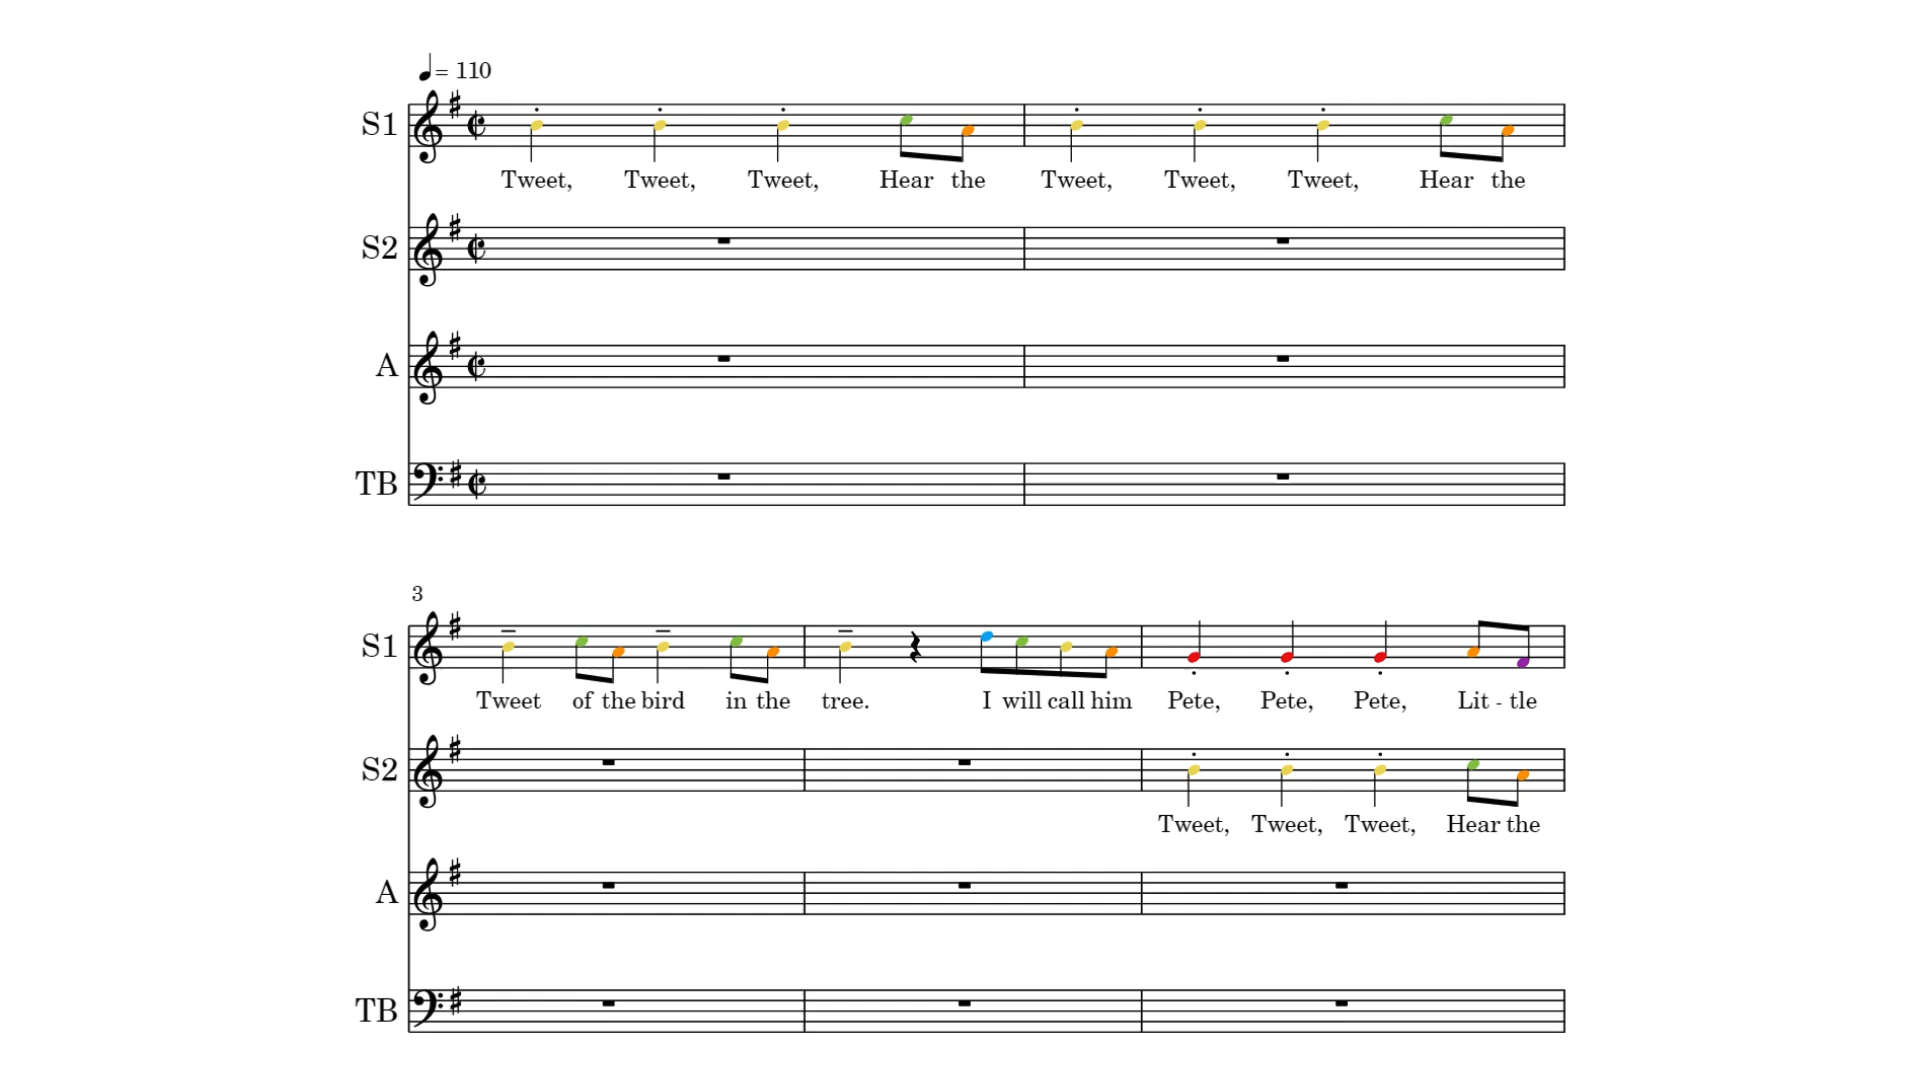 = 110
S1
Tweet, Tweet, Tweet, Hear the Tweet, Tweet, Tweet, Hear the
S2
A
TB
3
S1
Tweet of the bird in the tree. I will call him Pete, Pete, Pete, Lit - tle
S2
Tweet, Tweet, Tweet, Hear the
A
TB